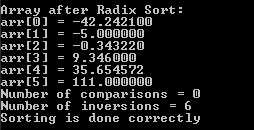 Array after Radix Sort:
arr[0] = -42.242100
arr[1] = -5.000000
arr[2] = -0.343220
arr[3] = 9.346000
arr[4] = 35.654572
arr[5] = 111.000000
Number of comparisons = 0
Number of inversions = 6
Sorting is done correctly